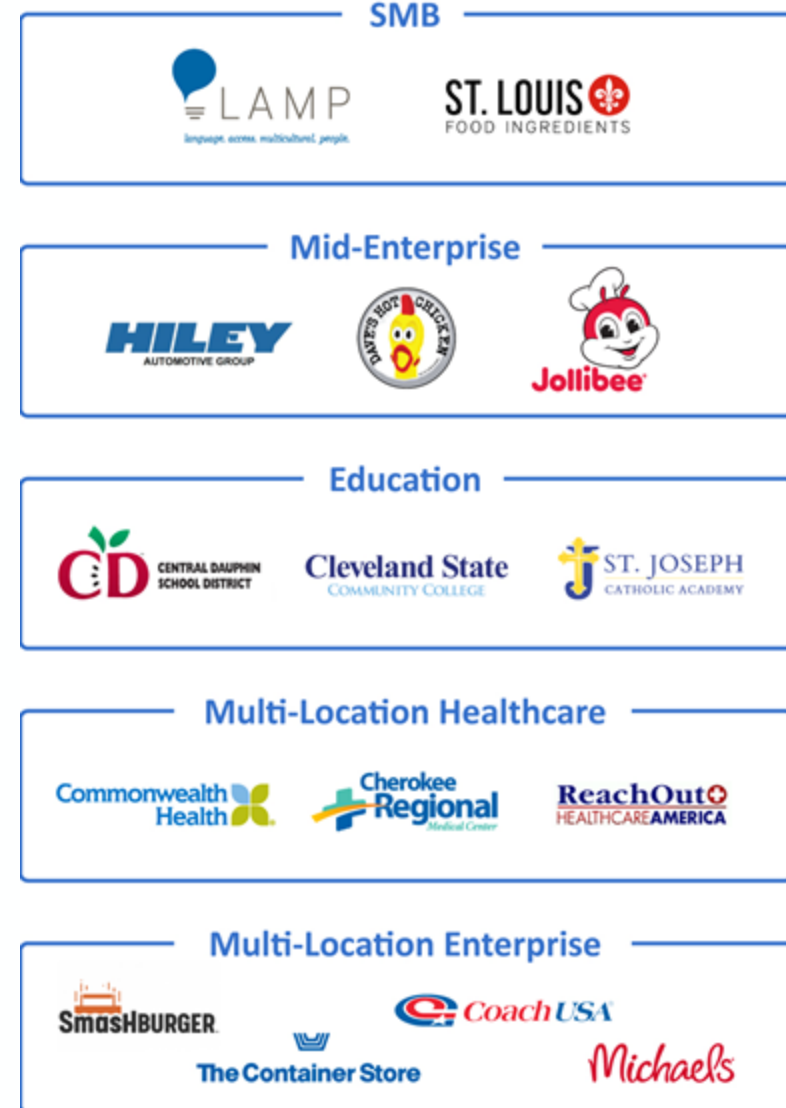 SMB
LAMP
language. access. multicultural. people.
ST. LOUIS
FOOD INGREDIENTS
Mid-Enterprise
HILEY
AUTOMOTIVE GROUP
DAVE'S HOT CHICKEN
Jollibee
Education
CD
CENTRAL DAUPHIN
SCHOOL DISTRICT
Cleveland State
COMMUNITY COLLEGE
ST. JOSEPH
CATHOLIC ACADEMY
Multi-Location Healthcare
Commonwealth
Health
Cherokee
Regional
Medical Center
ReachOut
HEALTHCAREAMERICA
Multi-Location Enterprise
SMASHBURGER
Coach USA
The Container Store
Michaels